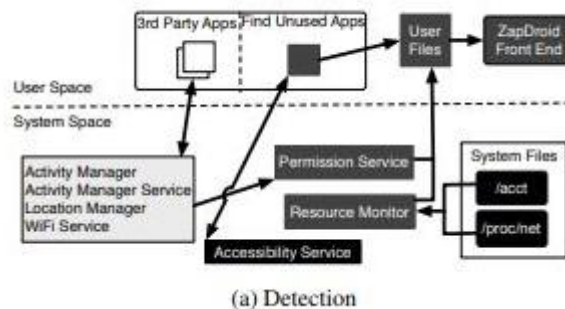 3rd Party Apps
Find Unused Apps
User
Files
ZapDroid
Front End
User Space
System Space
Activity Manager
Activity Manager Service
Location Manager
WiFi Service
Permission Service
Resource Monitor
Accessibility Service
System Files
/acct
/proc/net
(a) Detection